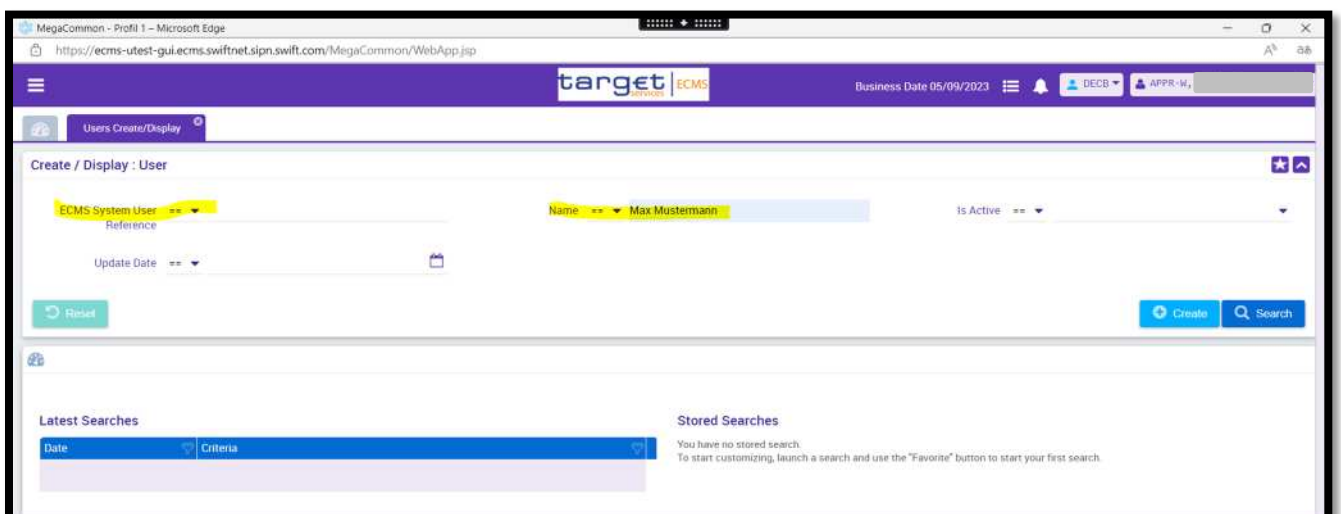 MegaCommon - Profil 1 – Microsoft Edge
https://ecms-utest-gui.ecms.swiftnet.sipn.swift.com/MegaCommon/WebApp.jsp
target services | ECMS
Business Date 05/09/2023
DECB
APPR-W,
Users Create/Display
Create / Display : User
ECMS System User Reference ==
Name == Max Mustermann
Is Active ==
Update Date ==
Reset
Create
Search
Latest Searches
Date Criteria
Stored Searches
You have no stored search.
To start customizing, launch a search and use the "Favorite" button to start your first search.